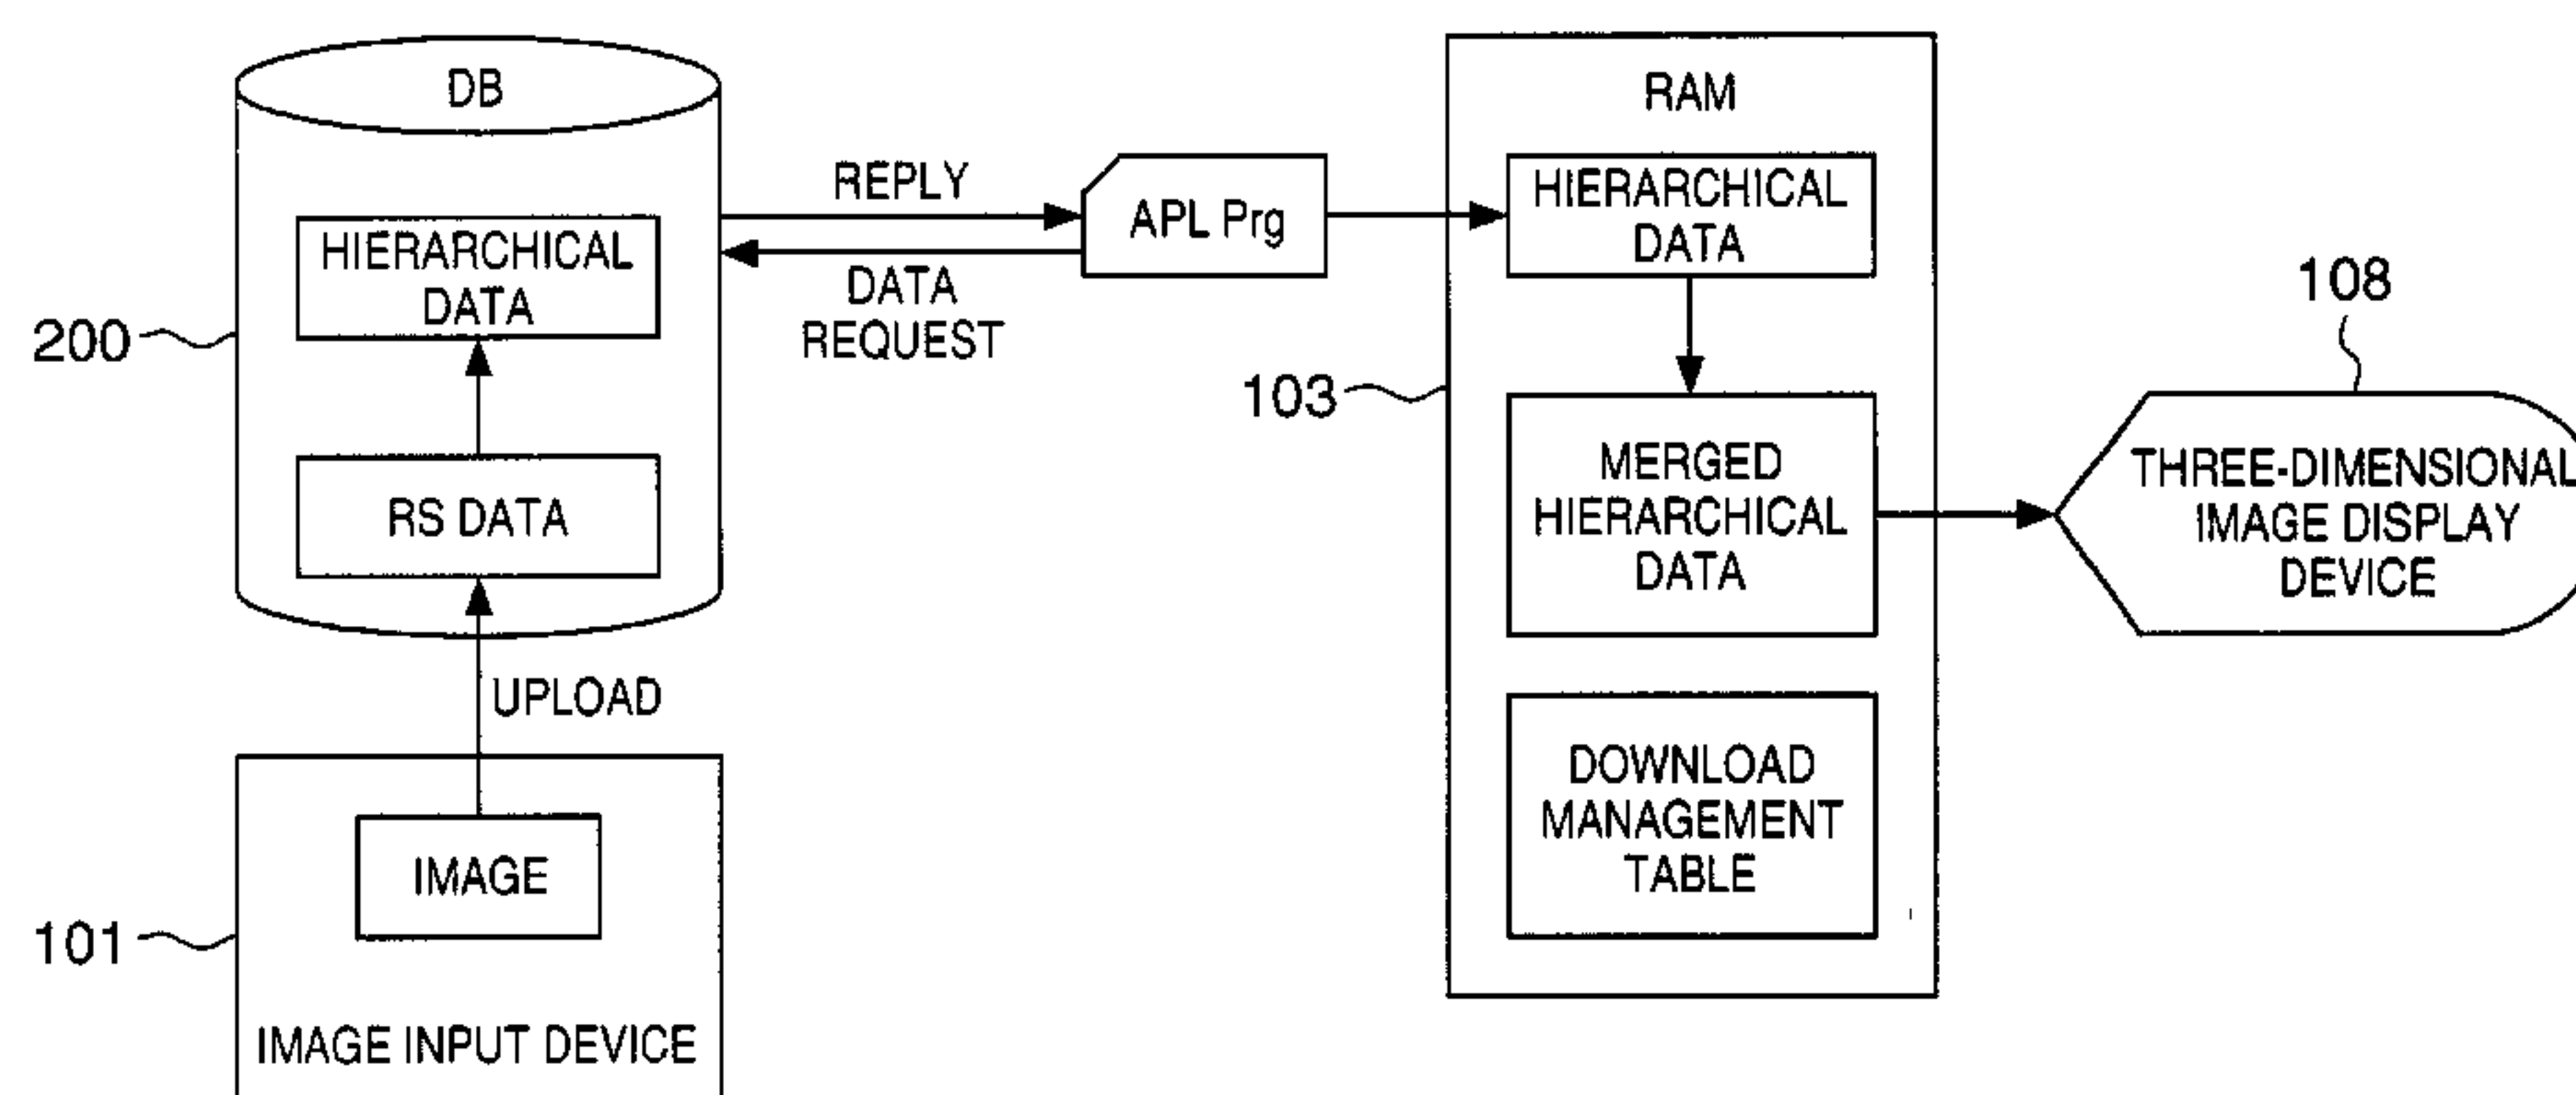 DB
HIERARCHICAL
DATA
200
RS DATA
UPLOAD
IMAGE
101
IMAGE INPUT DEVICE
REPLY
DATA
REQUEST
APL Prg
RAM
HIERARCHICAL
DATA
103
MERGED
HIERARCHICAL
DATA
DOWNLOAD
MANAGEMENT
TABLE
108
THREE-DIMENSIONAL
IMAGE DISPLAY
DEVICE